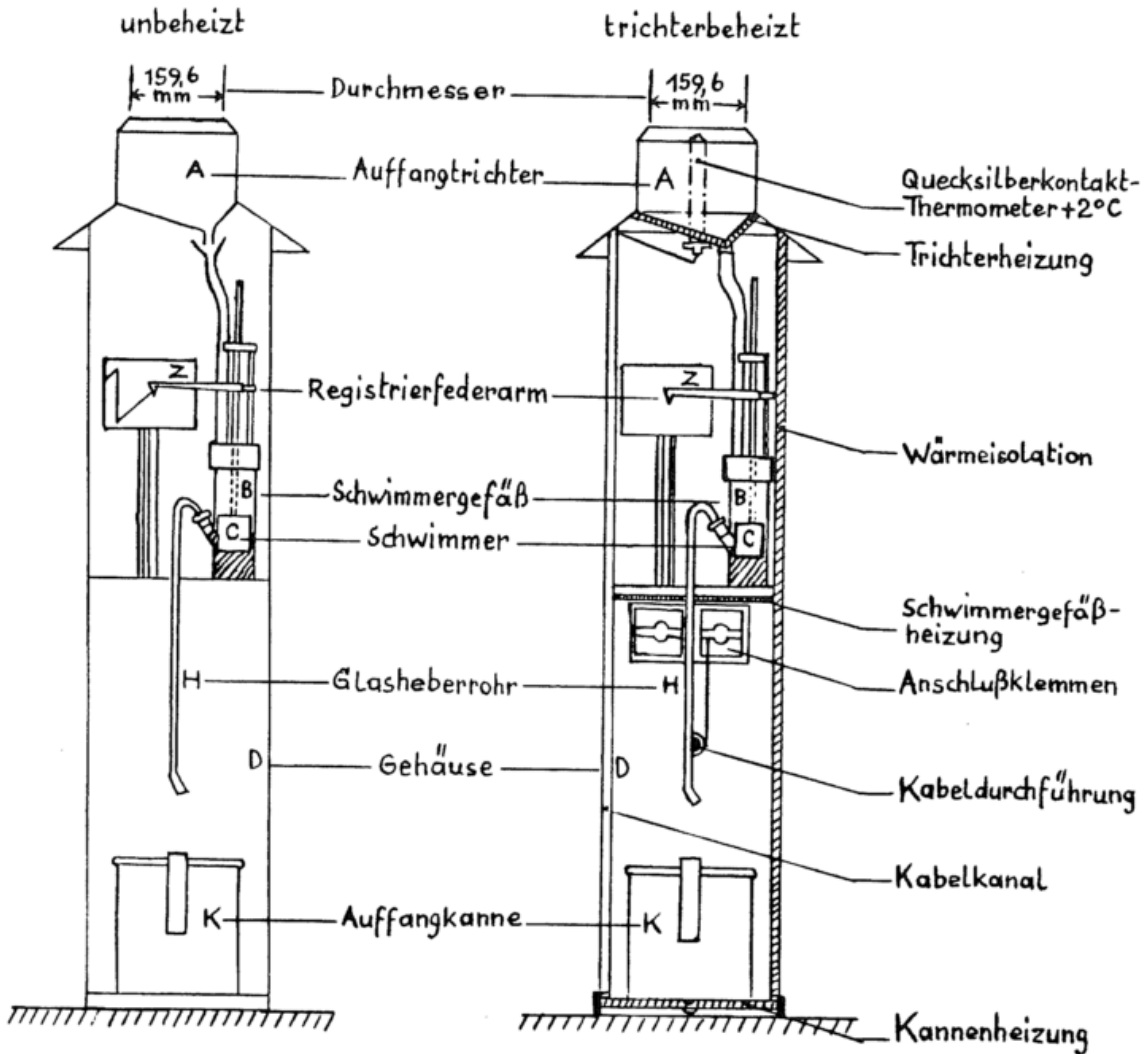 unbeheizt
trichterbeheizt
159,6
mm
Durchmesser
159,6
mm
A
Auffangtrichter
A
Quecksilberkontakt-
Thermometer+2°C
Trichterheizung
Z
Registrierfederarm
Z
Wärmeisolation
B
Schwimmergefäß
B
C
Schwimmer
C
Schwimmergefäß-
heizung
H
Glasheberrohr
H
Anschlußklemmen
D
Gehäuse
D
Kabeldurchführung
Kabelkanal
K
Auffangkanne
K
Kannenheizung